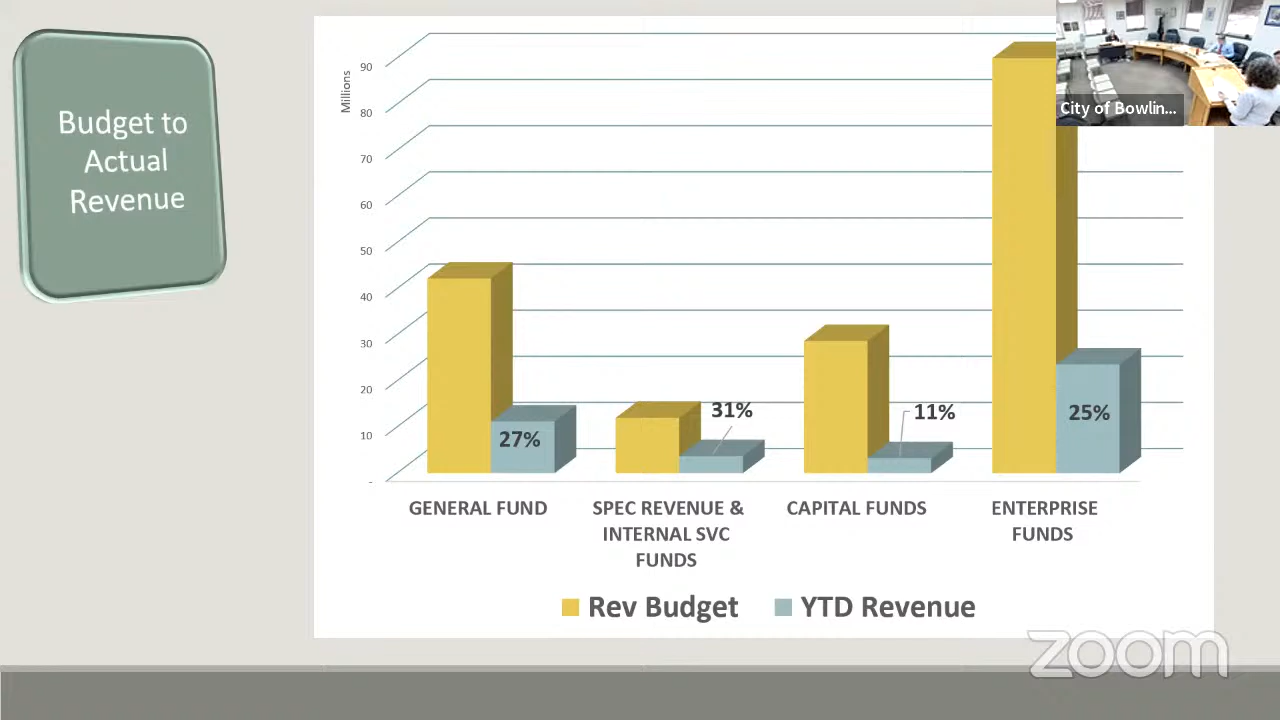 Budget to
Actual
Revenue
Millions
90
80
70
60
50
40
30
20
10
-
27%
31%
11%
25%
GENERAL FUND
SPEC REVENUE &
INTERNAL SVC
FUNDS
CAPITAL FUNDS
ENTERPRISE
FUNDS
Rev Budget
YTD Revenue
City of Bowlin...
zoom